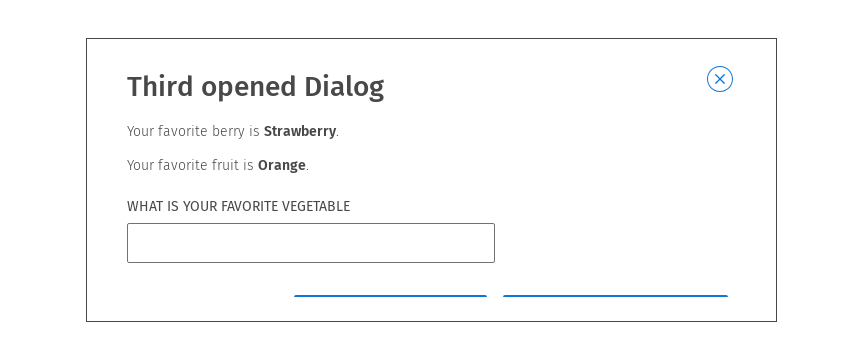 Third opened Dialog
Your favorite berry is Strawberry.
Your favorite fruit is Orange.
WHAT IS YOUR FAVORITE VEGETABLE